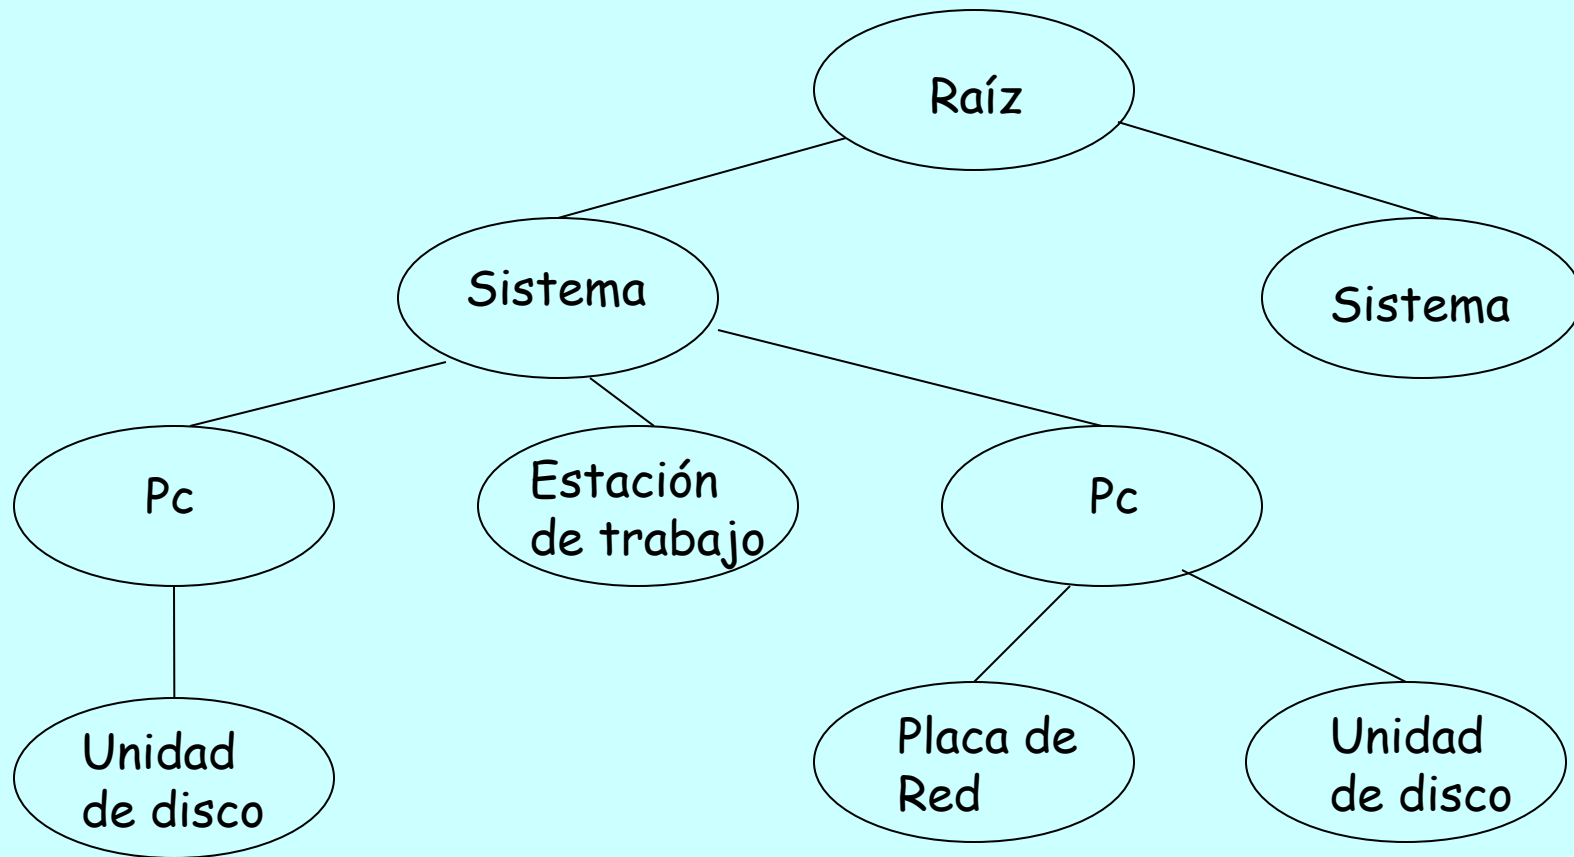 Raíz
Sistema
Sistema
Pc
Estación
de trabajo
Pc
Unidad
de disco
Placa de
Red
Unidad
de disco